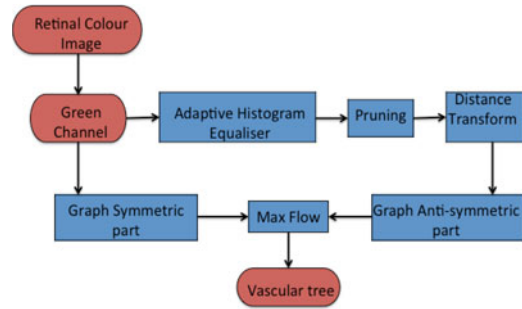 Retinal Colour
Image
Green
Channel
Adaptive Histogram
Equaliser
Pruning
Distance
Transform
Graph Symmetric
part
Max Flow
Graph Anti-symmetric
part
Vascular tree